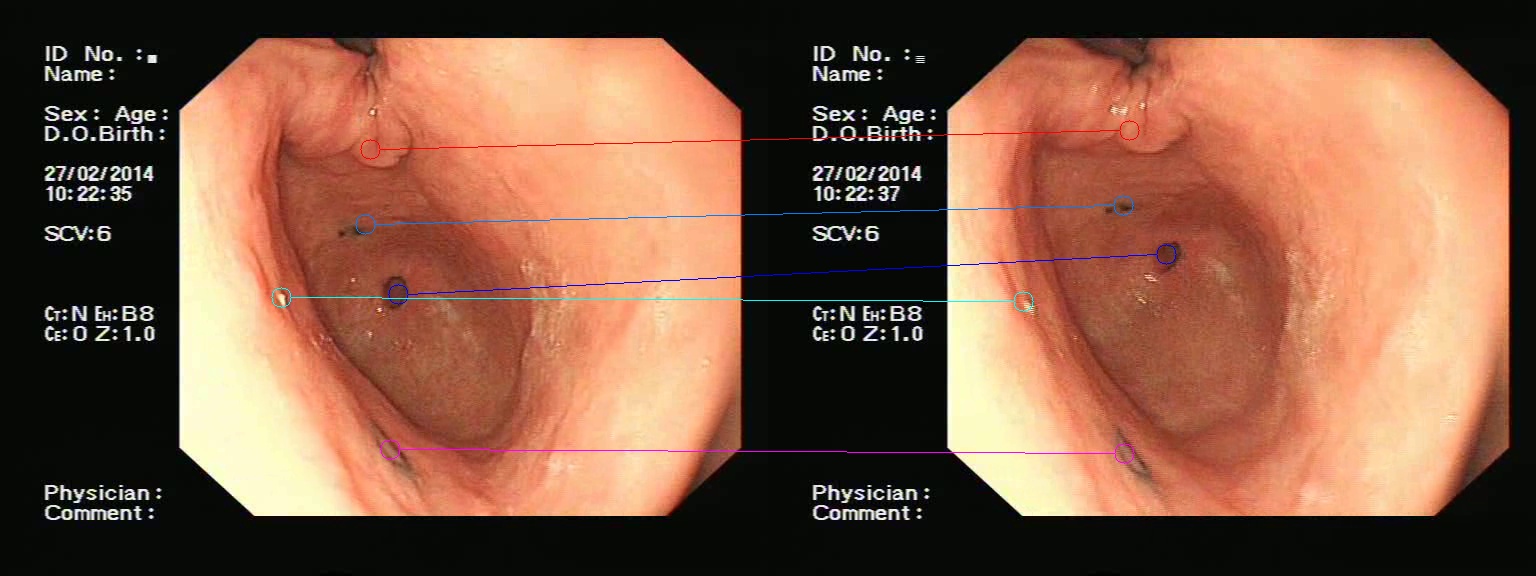 ID No. :
Name:
Sex: Age:
D.O.Birth:
27/02/2014
10:22:35
SCV:6
CT:N EH:B8
CE:0 Z:1.0
Physician:
Comment:
ID No. :
Name:
Sex: Age:
D.O.Birth:
27/02/2014
10:22:37
SCV:6
CT:N EH:B8
CE:0 Z:1.0
Physician:
Comment: